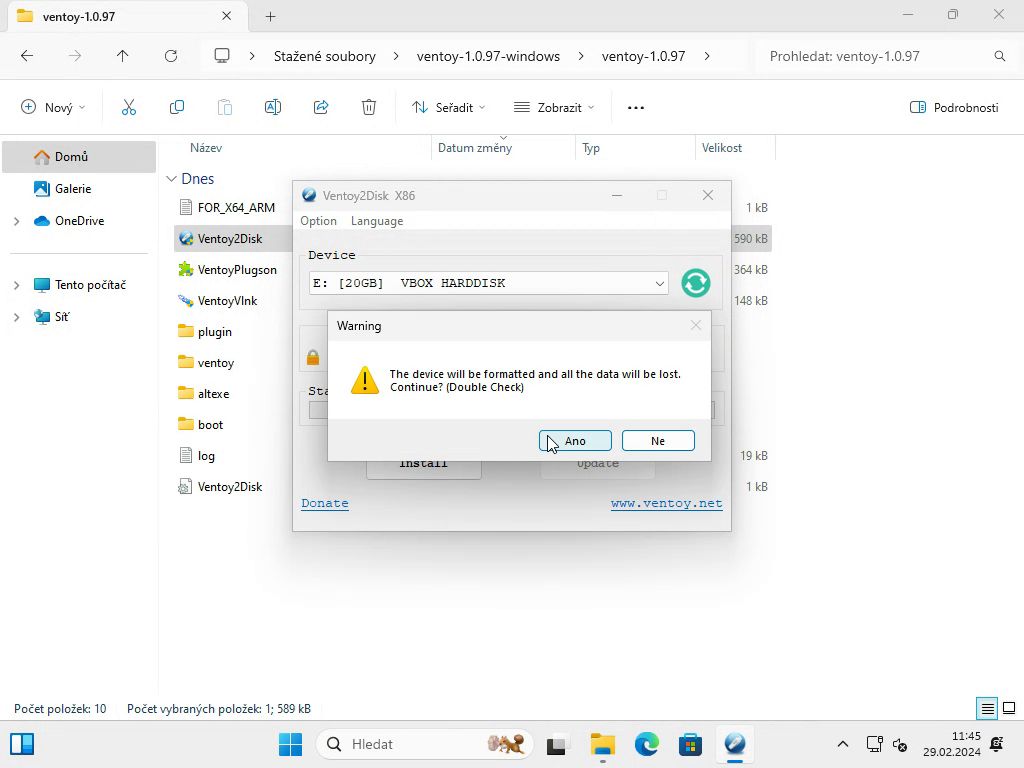 ventoy-1.0.97
Stažené soubory
ventoy-1.0.97-windows
ventoy-1.0.97
Prohledat: ventoy-1.0.97
Nový
Seřadit
Zobrazit
Podrobnosti
Domů
Galerie
OneDrive
Tento počítač
Síť
Název
Datum změny
Typ
Velikost
Dnes
FOR_X64_ARM
1 kB
Ventoy2Disk
590 kB
VentoyPlugson
364 kB
VentoyVlnk
148 kB
plugin
ventoy
altexe
boot
log
19 kB
Ventoy2Disk
1 kB
Ventoy2Disk X86
Option
Language
Device
E: [20GB] VBOX HARDDISK
Warning
The device will be formatted and all the data will be lost.
Continue? (Double Check)
Ano
Ne
Sta
Install
Update
Donate
www.ventoy.net
Počet položek: 10
Počet vybraných položek: 1; 589 kB
Hledat
11:45
29.02.2024